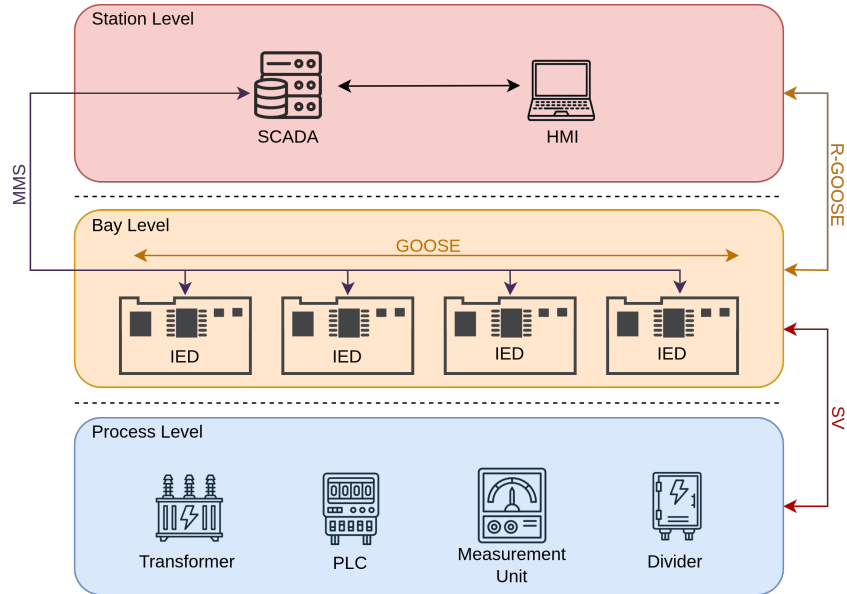 Station Level
SCADA
HMI
MMS
R-GOOSE
Bay Level
GOOSE
IED
IED
IED
IED
SV
Process Level
Transformer
PLC
Measurement
Unit
Divider